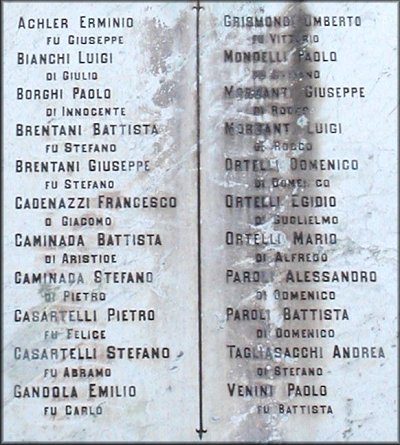 ACHLER ERMINIO
FU GIUSEPPE
BIANCHI LUIGI
DI GIULIO
BORGHI PAOLO
DI INNOCENTE
BRENTANI BATTISTA
FU STEFANO
BRENTANI GIUSEPPE
FU STEFANO
CADENAZZI FRANCESCO
D GIACOMO
CAMINADA BATTISTA
DI ARISTIDE
CAMINADA STEFANO
DI PIETRO
CASARTELLI PIETRO
FU FELICE
CASARTELLI STEFANO
FU ABRAMO
GANDOLA EMILIO
FU CARLO
GRISMONDI UMBERTO
FU VITTORIO
MONDELLI PAOLO
FU STEFANO
MORGANTI GIUSEPPE
DI ROCCO
MORGANTI LUIGI
DI ROCCO
ORTELLI DOMENICO
DI DOMENICO
ORTELLI EGIDIO
DI GUGLIELMO
ORTELLI MARIO
DI ALFREDO
PAROLI ALESSANDRO
DI DOMENICO
PAROLI BATTISTA
DI DOMENICO
TAGLIASACCHI ANDREA
DI STEFANO
VENINI PAOLO
FU BATTISTA